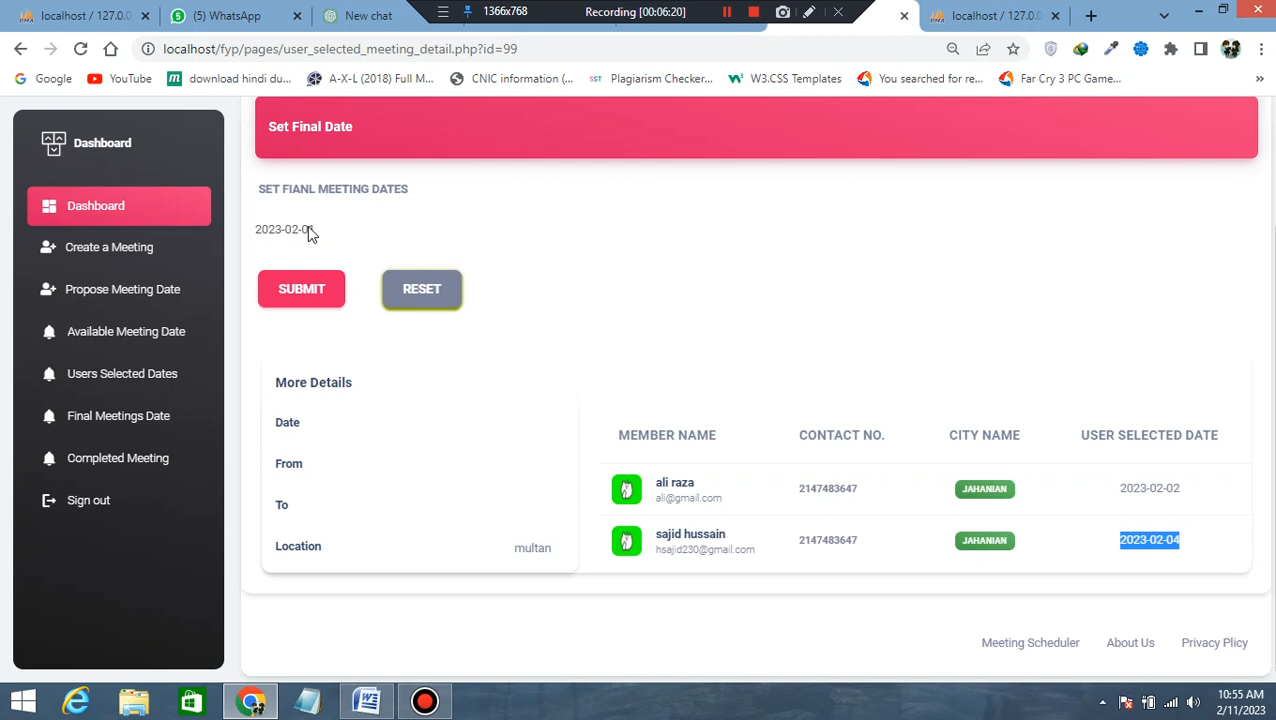 localhost / 127.0.0
(5) WhatsApp
New chat
1366x768
Recording [00:06:20]
localhost / 127.0.
localhost/fyp/pages/user_selected_meeting_detail.php?id=99
Google
YouTube
download hindi du...
A-X-L (2018) Full M...
CNIC information (...
SST
Plagiarism Checker...
W3.CSS Templates
You searched for re...
Far Cry 3 PC Game...
»
Dashboard
Dashboard
Create a Meeting
Propose Meeting Date
Available Meeting Date
Users Selected Dates
Final Meetings Date
Completed Meeting
Sign out
Set Final Date
SET FIANL MEETING DATES
SUBMIT
RESET
More Details
Date
From
To
Location
multan
MEMBER NAME CONTACT NO. CITY NAME USER SELECTED DATE
ali raza
ali@gmail.com
2147483647 JAHANIAN 2023-02-02
sajid hussain
hsajid230@gmail.com
2147483647 JAHANIAN 2023-02-04
Meeting Scheduler About Us Privacy Plicy
10:55 AM
2/11/2023